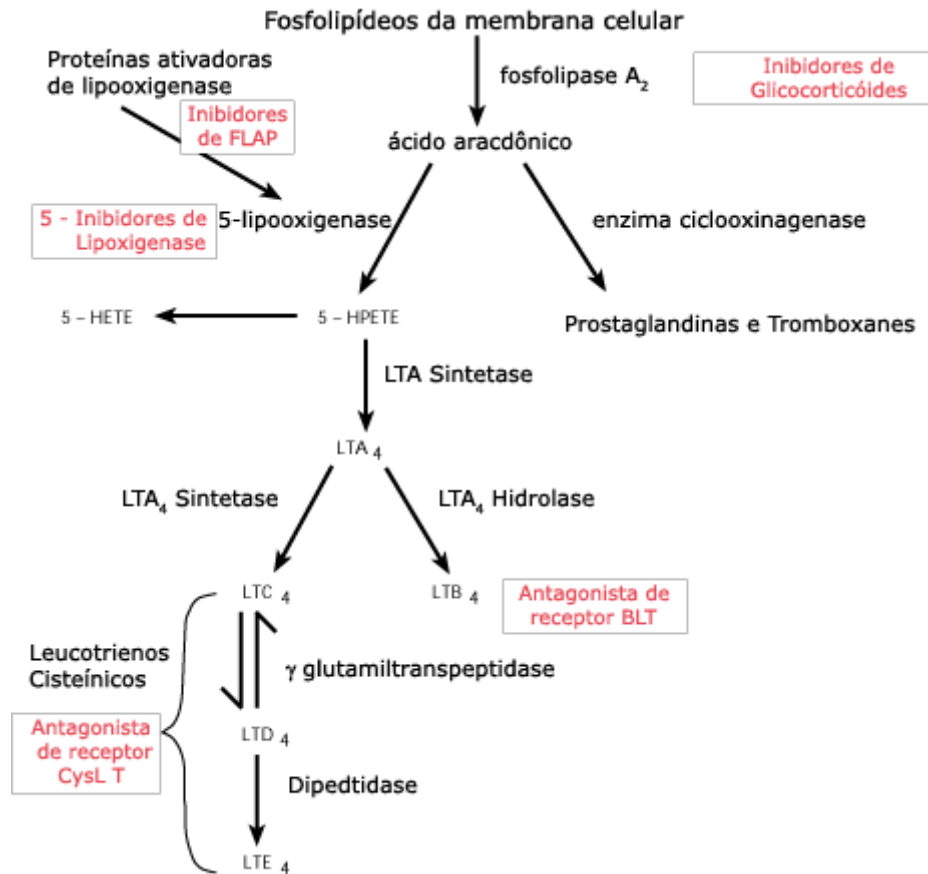 Fosfolipídeos da membrana celular
Proteínas ativadoras
de lipooxigenase
fosfolipase A₂
Inibidores de
Glicocorticóides
Inibidores
de FLAP
ácido aracdônico
5 - Inibidores de
Lipoxigenase
5-lipooxigenase
enzima ciclooxinagenase
5 – HETE
5 – HPETE
Prostaglandinas e Tromboxanes
LTA Sintetase
LTA 4
LTA₄ Sintetase
LTA₄ Hidrolase
LTC 4
LTB 4
Antagonista de
receptor BLT
Leucotrienos
Cisteínicos
γ glutamiltranspeptidase
Antagonista
de receptor
CysL T
LTD 4
Dipedtidase
LTE 4